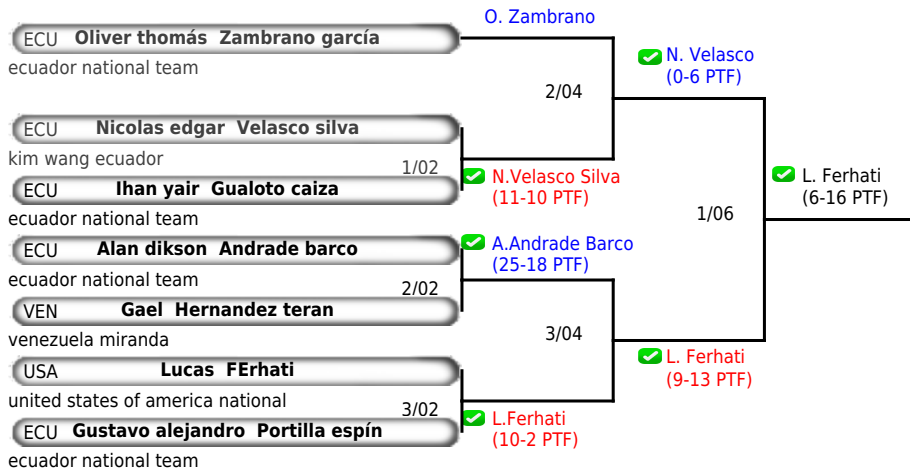 O. Zambrano
ECU Oliver thomás Zambrano garcía
ecuador national team
N. Velasco
(0-6 PTF)
2/04
ECU Nicolas edgar Velasco silva
kim wang ecuador
1/02
N.Velasco Silva
(11-10 PTF)
L. Ferhati
(6-16 PTF)
ECU Ihan yair Gualoto caiza
ecuador national team
1/06
ECU Alan dikson Andrade barco
A.Andrade Barco
(25-18 PTF)
ecuador national team
2/02
VEN Gael Hernandez teran
venezuela miranda
3/04
L. Ferhati
(9-13 PTF)
USA Lucas FErhati
united states of america national
3/02
L.Ferhati
(10-2 PTF)
ECU Gustavo alejandro Portilla espín
ecuador national team